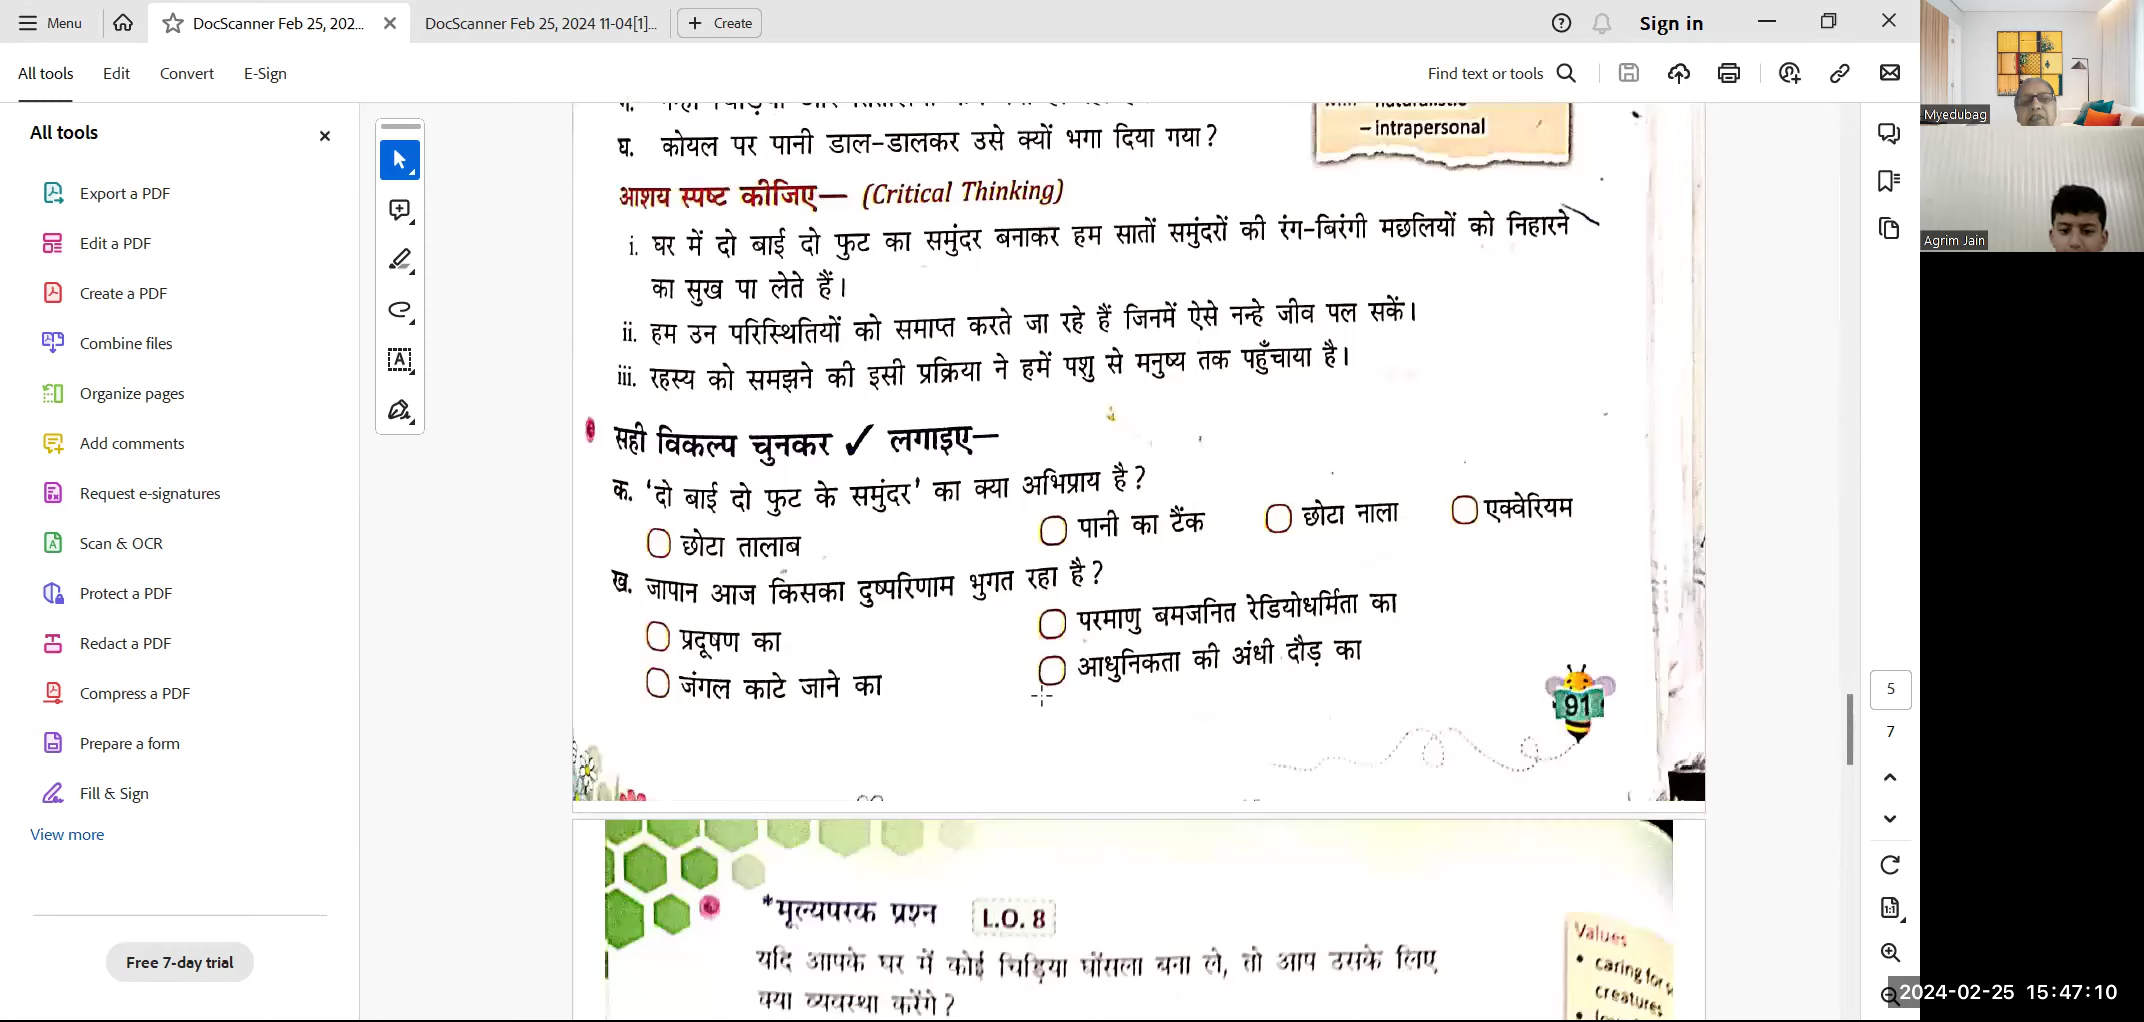 Menu
DocScanner Feb 25, 202...
DocScanner Feb 25, 2024 11-04[1]...
Create
Sign in
All tools
Edit
Convert
E-Sign
Find text or tools
All tools
Export a PDF
Edit a PDF
Create a PDF
Combine files
Organize pages
Add comments
Request e-signatures
Scan & OCR
Protect a PDF
Redact a PDF
Compress a PDF
Prepare a form
Fill & Sign
View more
Free 7-day trial
– intrapersonal
घ. कोयल पर पानी डाल-डालकर उसे क्यों भगा दिया गया?
आशय स्पष्ट कीजिए— (Critical Thinking)
i. घर में दो बाई दो फुट का समुंदर बनाकर हम सातों समुंदरों की रंग-बिरंगी मछलियों को निहारने
का सुख पा लेते हैं।
ii. हम उन परिस्थितियों को समाप्त करते जा रहे हैं जिनमें ऐसे नन्हे जीव पल सकें।
iii. रहस्य को समझने की इसी प्रक्रिया ने हमें पशु से मनुष्य तक पहुँचाया है।
सही विकल्प चुनकर ✓ लगाइए—
क. 'दो बाई दो फुट के समुंदर' का क्या अभिप्राय है?
छोटा तालाब पानी का टैंक छोटा नाला एक्वेरियम
ख. जापान आज किसका दुष्परिणाम भुगत रहा है?
प्रदूषण का परमाणु बमजनित रेडियोधर्मिता का
जंगल काटे जाने का आधुनिकता की अंधी दौड़ का
91
*मूल्यपरक प्रश्न L.O. 8
यदि आपके घर में कोई चिड़िया घोंसला बना ले, तो आप उसके लिए
क्या व्यवस्था करेंगे?
Values
• caring for
creatures
5
7
Myedubag
Agrim Jain
2024-02-25 15:47:10